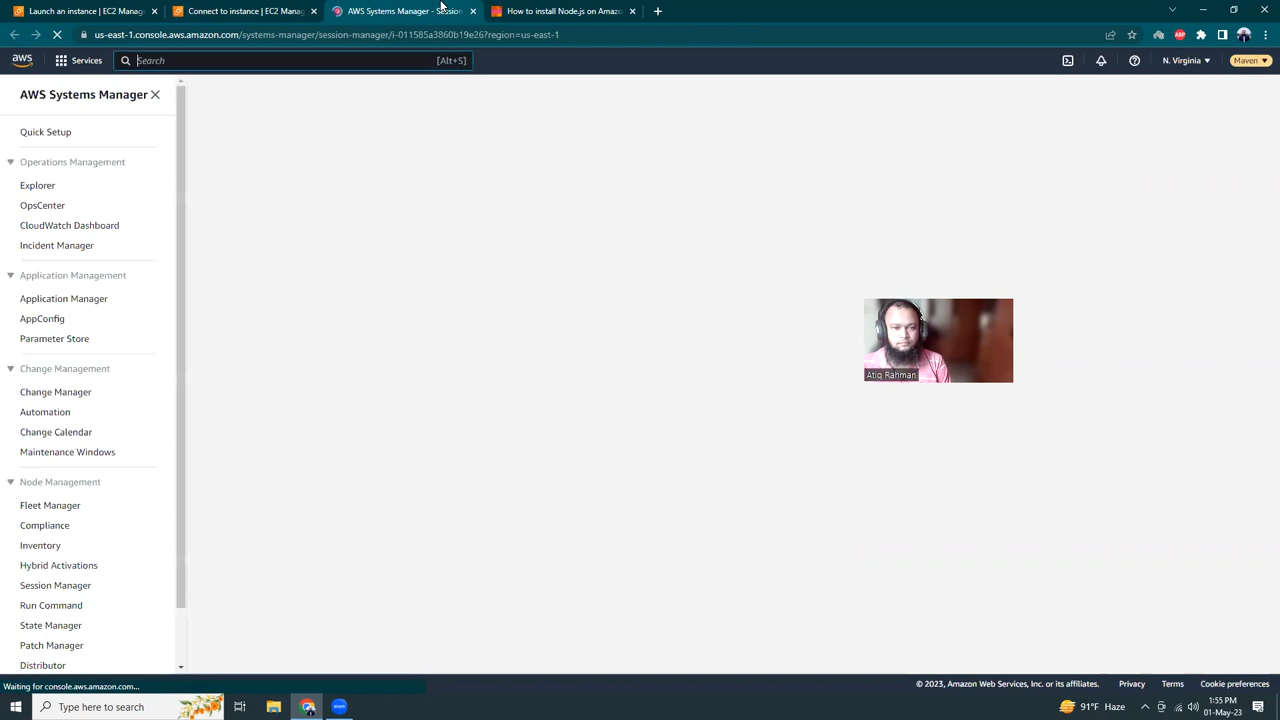 Launch an instance | EC2 Manag
Connect to instance | EC2 Manag
AWS Systems Manager - Session
How to install Node.js on Amazo
us-east-1.console.aws.amazon.com/systems-manager/session-manager/i-011585a3860b19e26?region=us-east-1
aws
Services
Search
[Alt+S]
N. Virginia
Maven
AWS Systems Manager
Quick Setup
Operations Management
Explorer
OpsCenter
CloudWatch Dashboard
Incident Manager
Application Management
Application Manager
AppConfig
Parameter Store
Change Management
Change Manager
Automation
Change Calendar
Maintenance Windows
Node Management
Fleet Manager
Compliance
Inventory
Hybrid Activations
Session Manager
Run Command
State Manager
Patch Manager
Distributor
Atiq Rahman
Waiting for console.aws.amazon.com...
© 2023, Amazon Web Services, Inc. or its affiliates.
Privacy
Terms
Cookie preferences
Type here to search
zoom
91°F Haze
1:55 PM
01-May-23